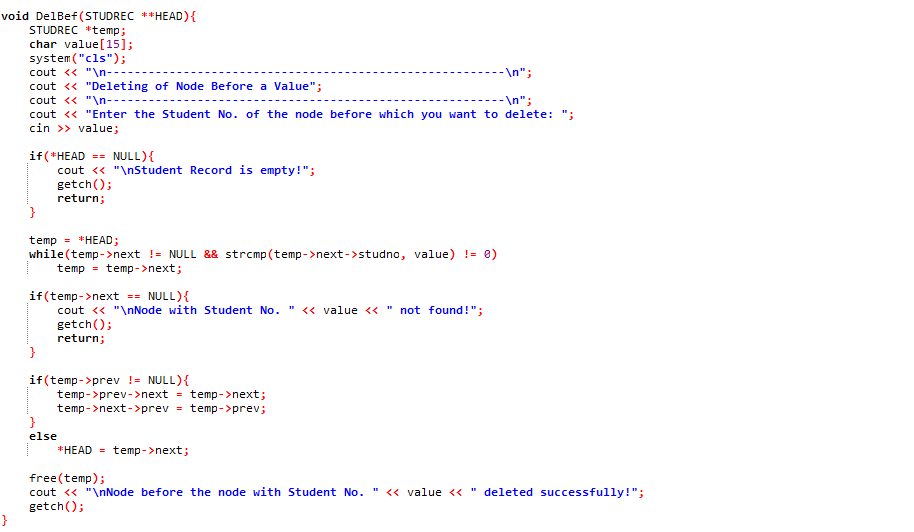 void DelBef(STUDREC **HEAD){
    STUDREC *temp;
    char value[15];
    system("cls");
    cout << "\n---------------------------------------------------------\n";
    cout << "Deleting of Node Before a Value";
    cout << "\n---------------------------------------------------------\n";
    cout << "Enter the Student No. of the node before which you want to delete: ";
    cin >> value;

    if(*HEAD == NULL){
        cout << "\nStudent Record is empty!";
        getch();
        return;
    }

    temp = *HEAD;
    while(temp->next != NULL && strcmp(temp->next->studno, value) != 0)
        temp = temp->next;

    if(temp->next == NULL){
        cout << "\nNode with Student No. " << value << " not found!";
        getch();
        return;
    }

    if(temp->prev != NULL){
        temp->prev->next = temp->next;
        temp->next->prev = temp->prev;
    }
    else
        *HEAD = temp->next;

    free(temp);
    cout << "\nNode before the node with Student No. " << value << " deleted successfully!";
    getch();
}